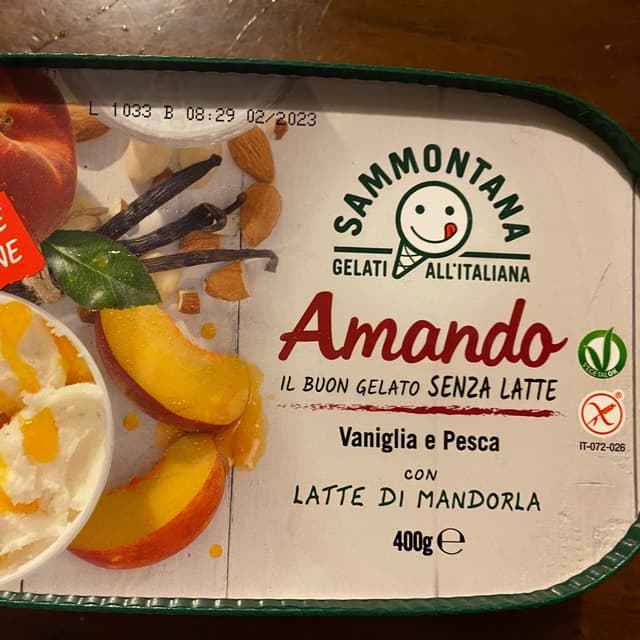 L 1033 B 08:29 02/2023
SAMMONTANA
GELATI ALL'ITALIANA
Amando
IL BUON GELATO SENZA LATTE
Vaniglia e Pesca
CON
LATTE DI MANDORLA
400g e
VEGETALOK
IT-072-026